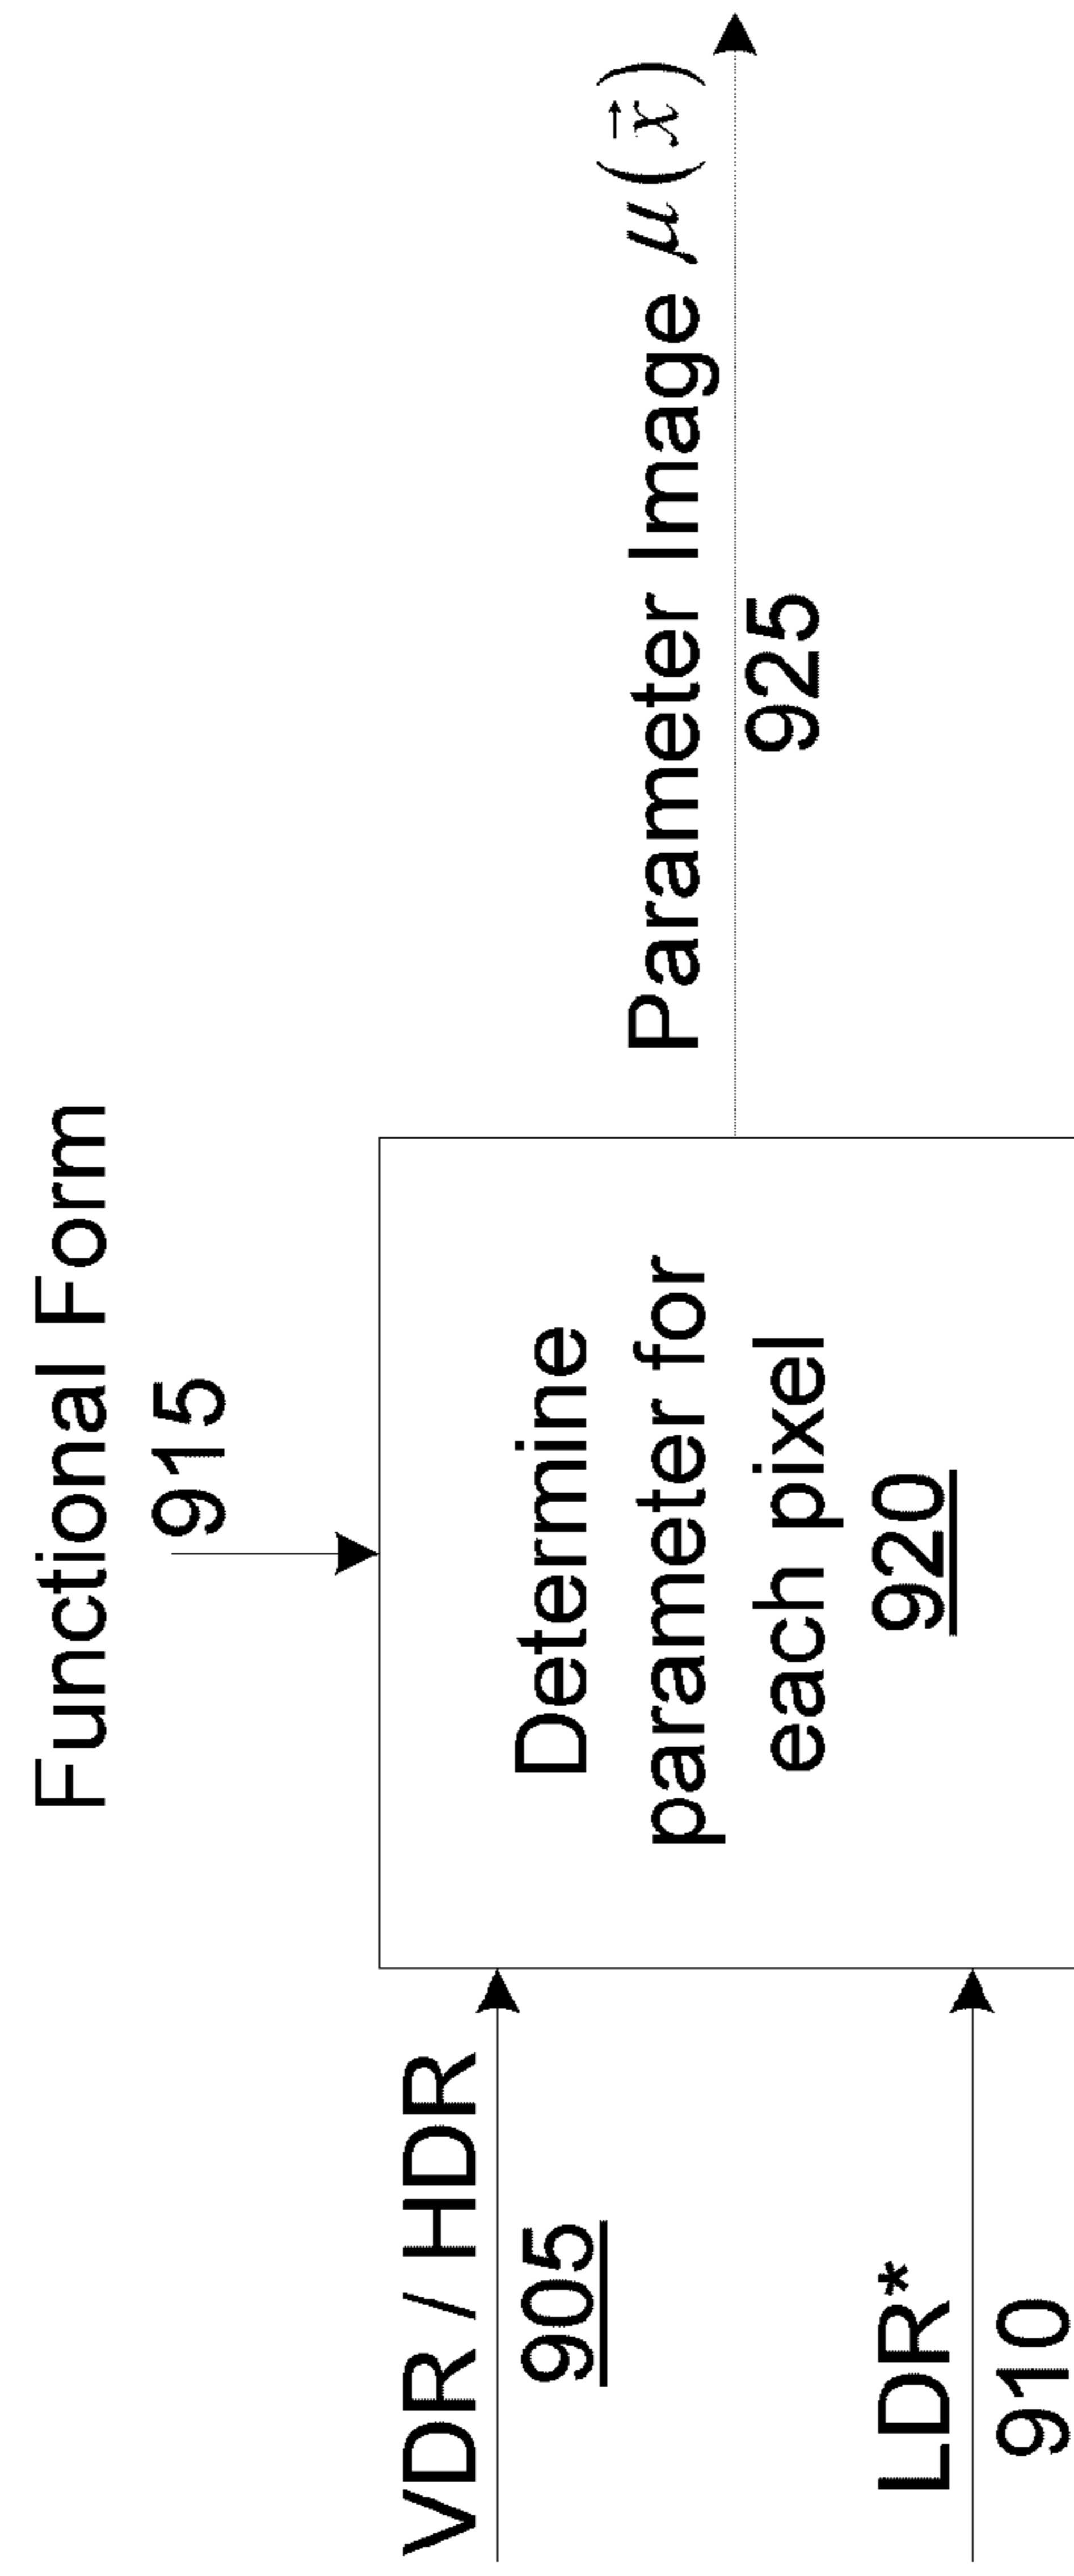 Functional Form
915
VDR / HDR
905
Determine
parameter for
each pixel
920
Parameter Image μ(x⃗)
925
LDR*
910